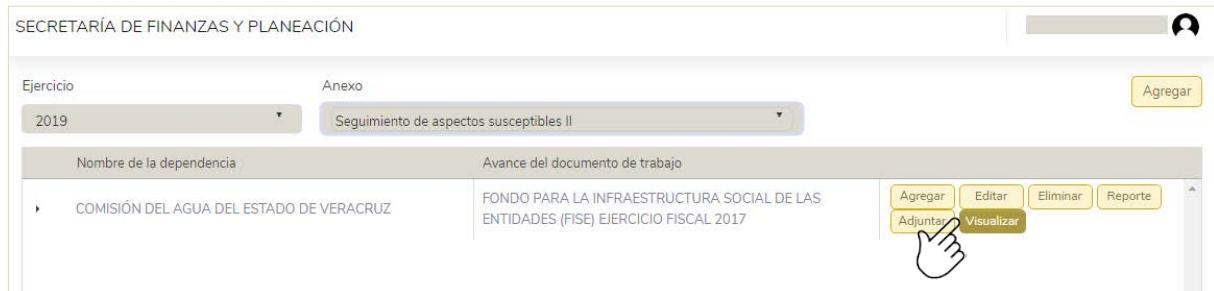 SECRETARÍA DE FINANZAS Y PLANEACIÓN
Ejercicio
Anexo
Agregar
2019
Seguimiento de aspectos susceptibles II
Nombre de la dependencia
Avance del documento de trabajo
COMISIÓN DEL AGUA DEL ESTADO DE VERACRUZ
FONDO PARA LA INFRAESTRUCTURA SOCIAL DE LAS
ENTIDADES (FISE) EJERCICIO FISCAL 2017
Agregar Editar Eliminar Reporte
Adjuntar Visualizar